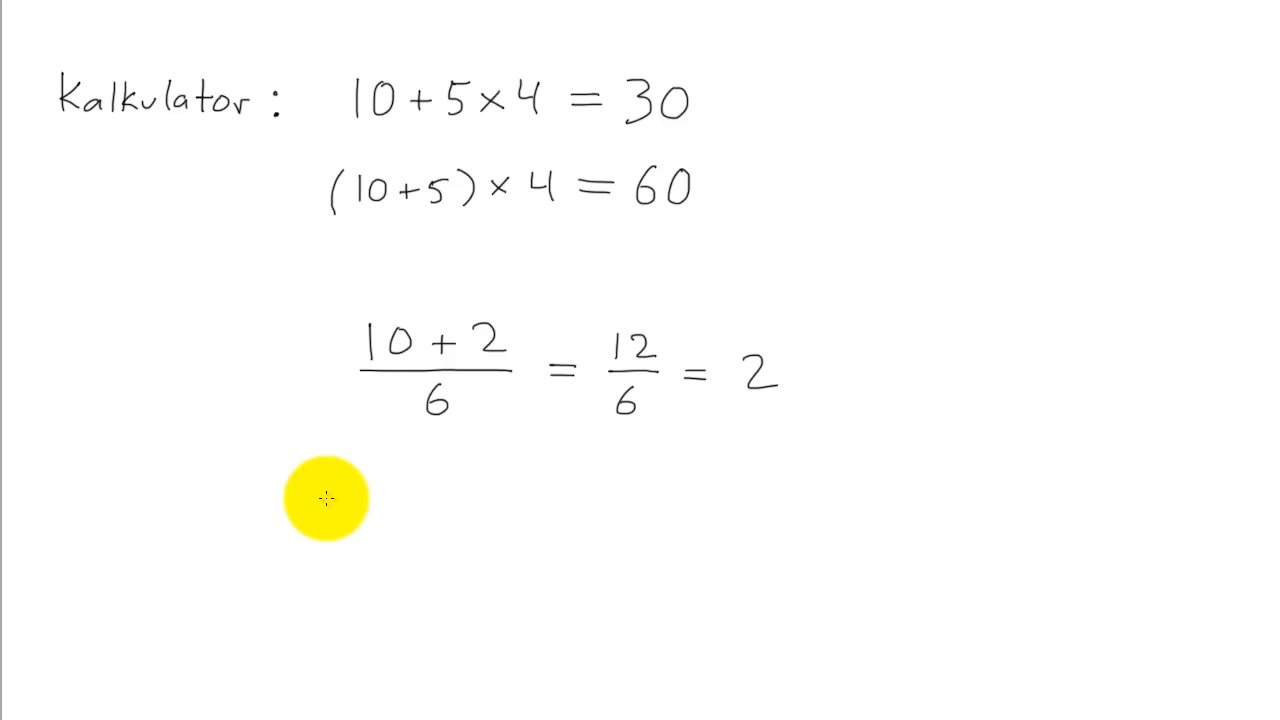 Kalkulator: 10 + 5 × 4 = 30
(10 + 5) × 4 = 60
10 + 2 / 6 = 12 / 6 = 2